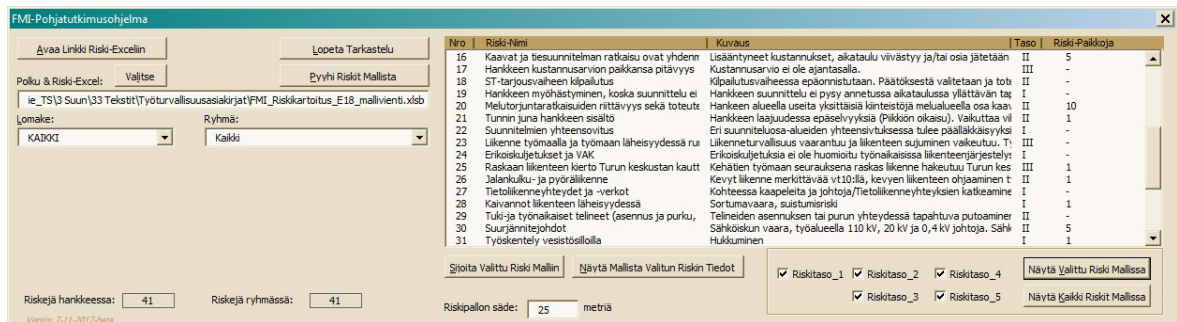 FMI-Pohjatutkimusohjelma
Avaa Linkki Riski-Exceliin
Lopeta Tarkastelu
Polku & Riski-Excel:
Valjtse
Pyyhi Riskit Mallista
ie_TS\3 Suun\33 Tekstit\Työturvallisuusasiakirjat\FMI_Riskikartoitus_E18_mallivienti.xlsb
Lomake:
Ryhmä:
KAIKKI
Kaikki
Riskejä hankkeessa: 41
Riskejä ryhmässä: 41
Versio: 7-11-2017-beta
Nro Riski-Nimi Kuvaus Taso Riski-Paikkoja
16 Kaavat ja tiesuunnitelman ratkaisu ovat yhdenm Lisääntyneet kustannukset, aikataulu viivästyy ja/tai osia jätetään II 5
17 Hankkeen kustannusarvion paikkansa pitävyys Kustannusarvio ei ole ajantasalla. III -
18 ST-tarjousvaiheen kilpailutus Kilpailutusvaiheessa epäonnistutaan. Päätöksestä valitetaan ja tote II -
19 Hankkeen myöhästyminen, koska suunnittelu ei Hankkeen suunnittelu ei pysy annetussa aikataulussa yllättävän tap I -
20 Melutorjuntaratkaisuiden riittävyys sekä toteute Hankeen alueella useita yksittäisiä kiinteistöjä melualueella osa kaav II 10
21 Tunnin juna hankkeen sisältö Hankkeen laajuudessa epäselvyyksiä (Piikkiön oikaisu). Vaikuttaa vil II 1
22 Suunnitelmien yhteensovitus Eri suunniteluosa-alueiden yhteensivtuksessa tulee päälläkkäisyyksi I -
23 Liikenne työmaalla ja työmaan läheisyydessä rui Liikenneturvallisuus vaarantuu ja liikenteen sujuminen vaikeutuu. Ty III -
24 Erikoiskuljetukset ja VAK Erikoiskuljetuksia ei ole huomioitu työnaikaisissa liikenteenjärjestelys I -
25 Raskaan liikenteen kierto Turun keskustan kautt Kehätien työmaan seurauksena raskas liikenne hakeutuu Turun kes III 1
26 Jalankulku- ja pyöräliikenne Kevyt liikenne merkittävää vt10:llä, kevyen liikenteen ohjaaminen t II 1
27 Tietoliikenneyhteydet ja -verkot Kohteessa kaapeleita ja johtoja/Tietoliikenneyhteyksien katkeamine I -
28 Kaivannot liikenteen läheisyydessä Sortumavaara, suistumisriski I 1
29 Tuki-ja työnaikaiset telineet (asennus ja purku, Telineiden asennuksen tai purun yhteydessä tapahtuva putoaminer II -
30 Suurjännitejohdot Sähköiskun vaara, työalueella 110 kV, 20 kV ja 0,4 kV johtoja. Sähk II 5
31 Työskentely vesistösilloilla Hukkuminen I 1
Sijoita Valittu Riski Malliin
Näytä Mallista Valitun Riskin Tiedot
Riskipallon säde: 25 metriä
Riskitaso_1 Riskitaso_2 Riskitaso_4
Riskitaso_3 Riskitaso_5
Näytä Valittu Riski Mallissa
Näytä Kaikki Riskit Mallissa